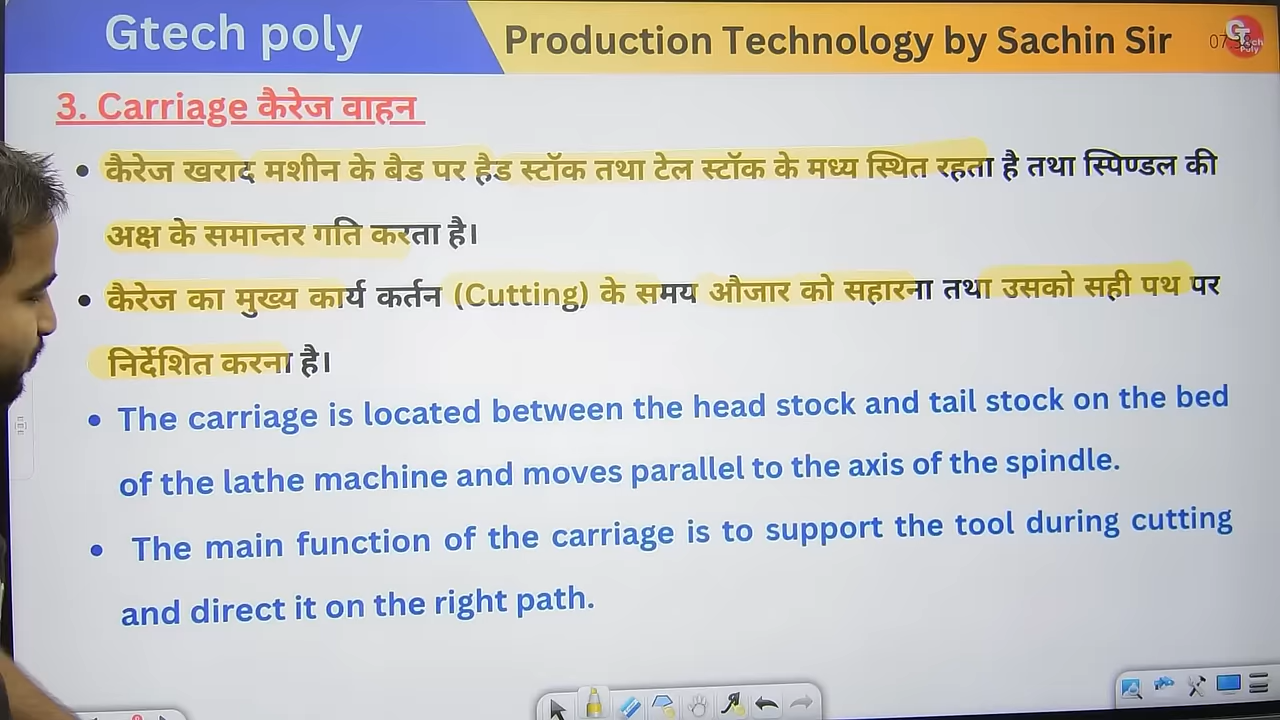 Gtech poly
Production Technology by Sachin Sir
3. Carriage कैरेज वाहन
• कैरेज खराद मशीन के बैड पर हैड स्टॉक तथा टेल स्टॉक के मध्य स्थित रहता है तथा स्पिण्डल की
अक्ष के समान्तर गति करता है।
• कैरेज का मुख्य कार्य कर्तन (Cutting) के समय औजार को सहारना तथा उसको सही पथ पर
निर्देशित करना है।
• The carriage is located between the head stock and tail stock on the bed
of the lathe machine and moves parallel to the axis of the spindle.
• The main function of the carriage is to support the tool during cutting
and direct it on the right path.